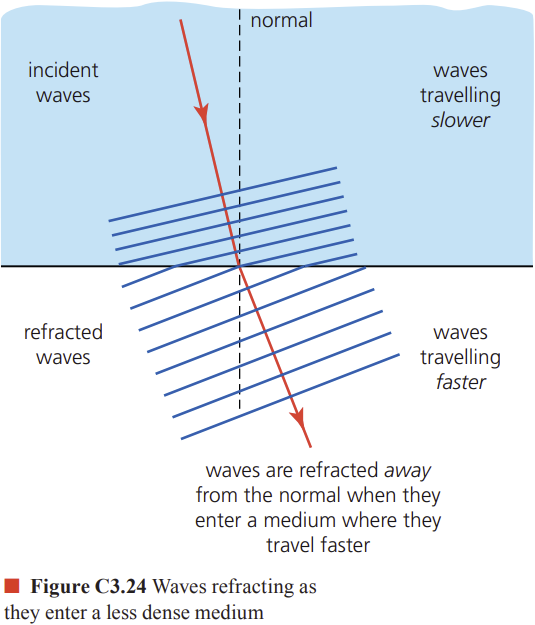 normal
incident
waves
waves
travelling
slower
refracted
waves
waves
travelling
faster
waves are refracted away
from the normal when they
enter a medium where they
travel faster
■ Figure C3.24 Waves refracting as
they enter a less dense medium